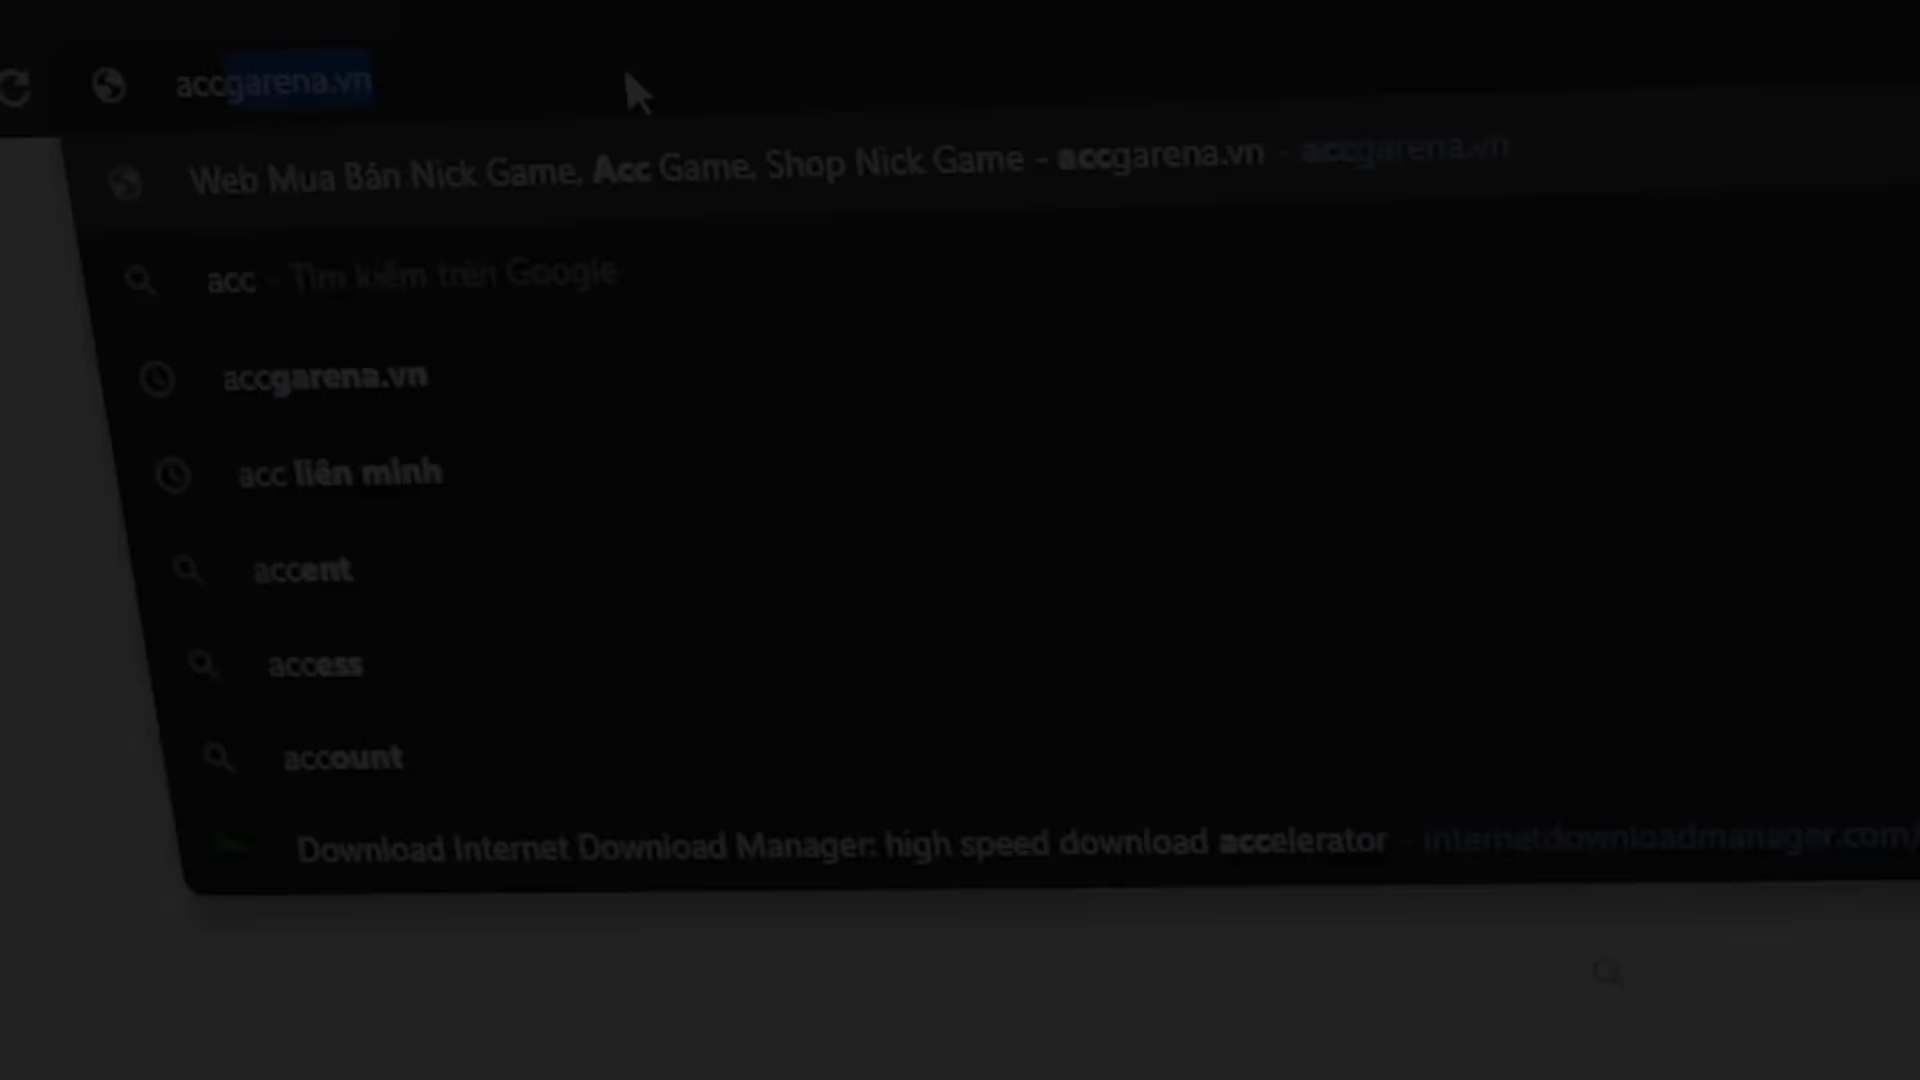 accgarena.vn
Web Mua Bán Nick Game, Acc Game, Shop Nick Game - accgarena.vn - accgarena.vn
acc - Tìm kiếm trên Google
accgarena.vn
acc liên minh
accent
access
account
Download Internet Download Manager: high speed download accelerator internetdownloadmanager.com/